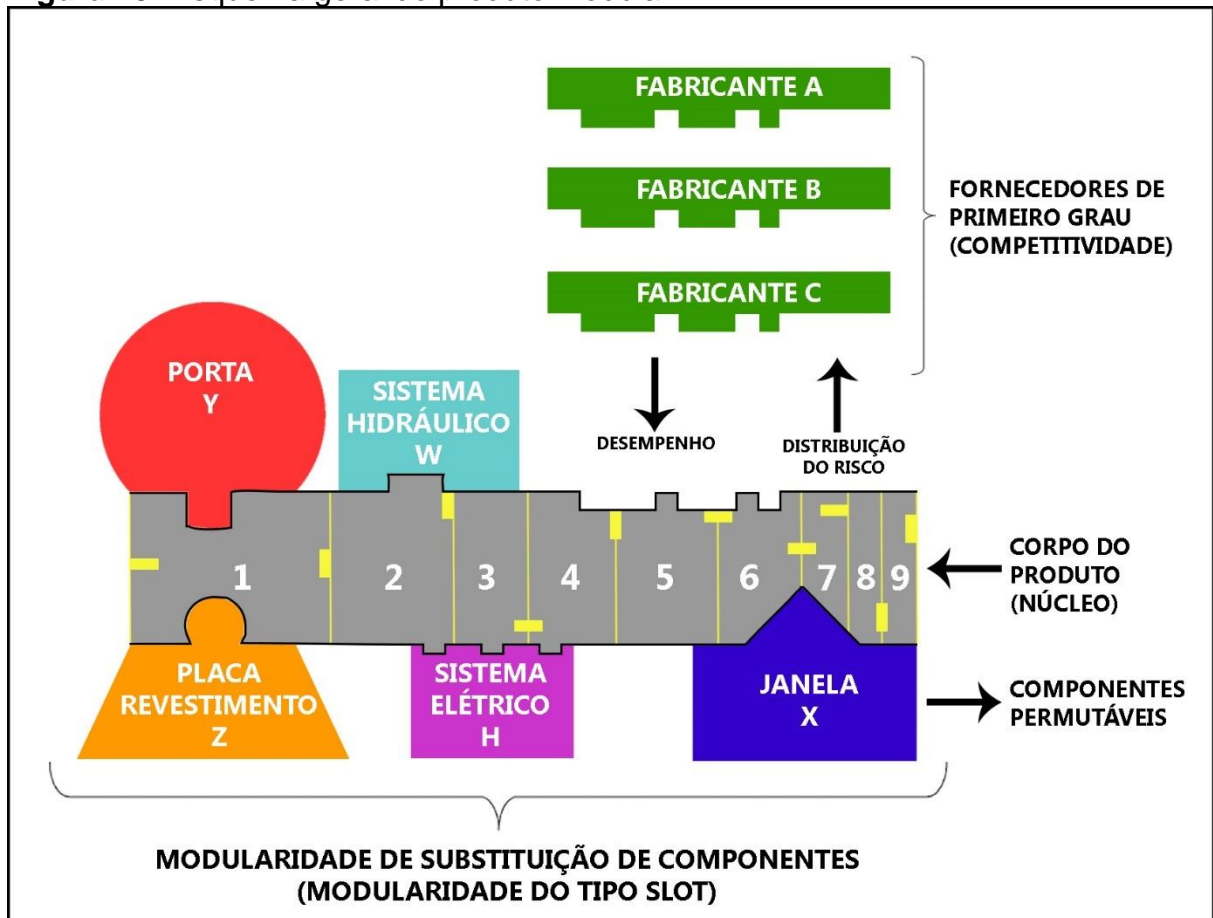 FABRICANTE A
FABRICANTE B
FABRICANTE C
FORNECEDORES DE
PRIMEIRO GRAU
(COMPETITIVIDADE)
PORTA
Y
SISTEMA
HIDRÁULICO
W
DESEMPENHO
DISTRIBUIÇÃO
DO RISCO
1 2 3 4 5 6 7 8 9
CORPO DO
PRODUTO
(NÚCLEO)
PLACA
REVESTIMENTO
Z
SISTEMA
ELÉTRICO
H
JANELA
X
COMPONENTES
PERMUTÁVEIS
MODULARIDADE DE SUBSTITUIÇÃO DE COMPONENTES
(MODULARIDADE DO TIPO SLOT)